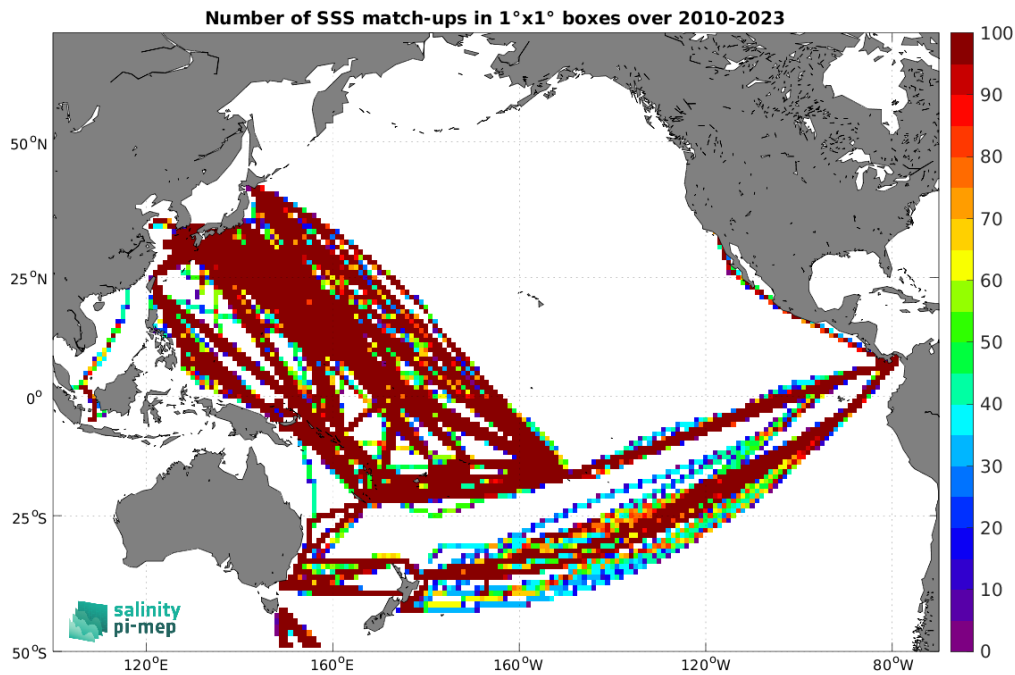 Number of SSS match-ups in 1°x1° boxes over 2010-2023
100
90
80
70
60
50
40
30
20
10
0
50°N
25°N
0°
25°S
50°S
120°E
160°E
160°W
120°W
80°W
salinity
pi-mep